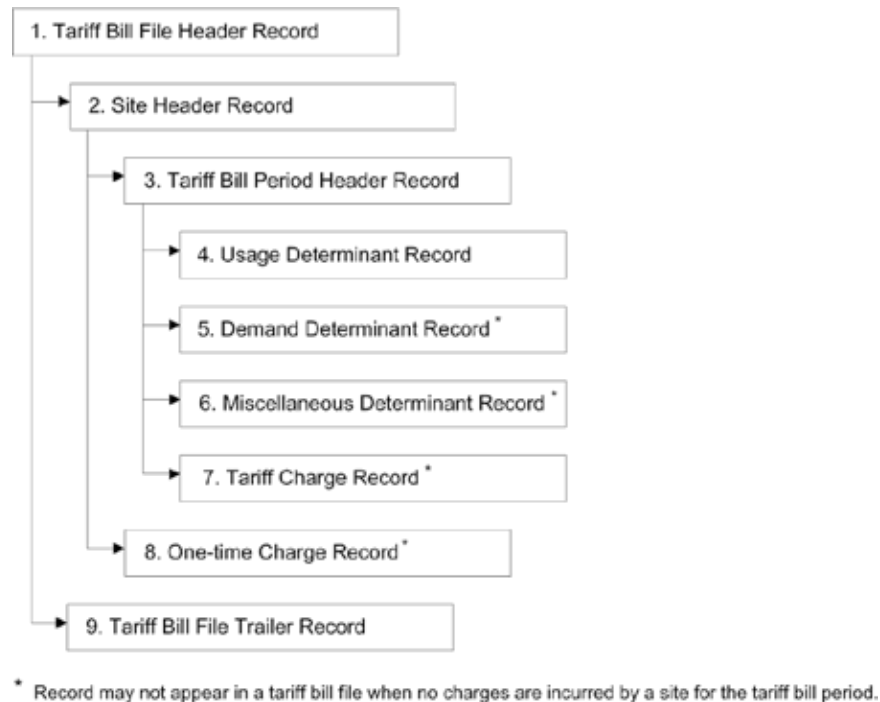 1. Tariff Bill File Header Record
2. Site Header Record
3. Tariff Bill Period Header Record
4. Usage Determinant Record
5. Demand Determinant Record *
6. Miscellaneous Determinant Record *
7. Tariff Charge Record *
8. One-time Charge Record *
9. Tariff Bill File Trailer Record
* Record may not appear in a tariff bill file when no charges are incurred by a site for the tariff bill period.